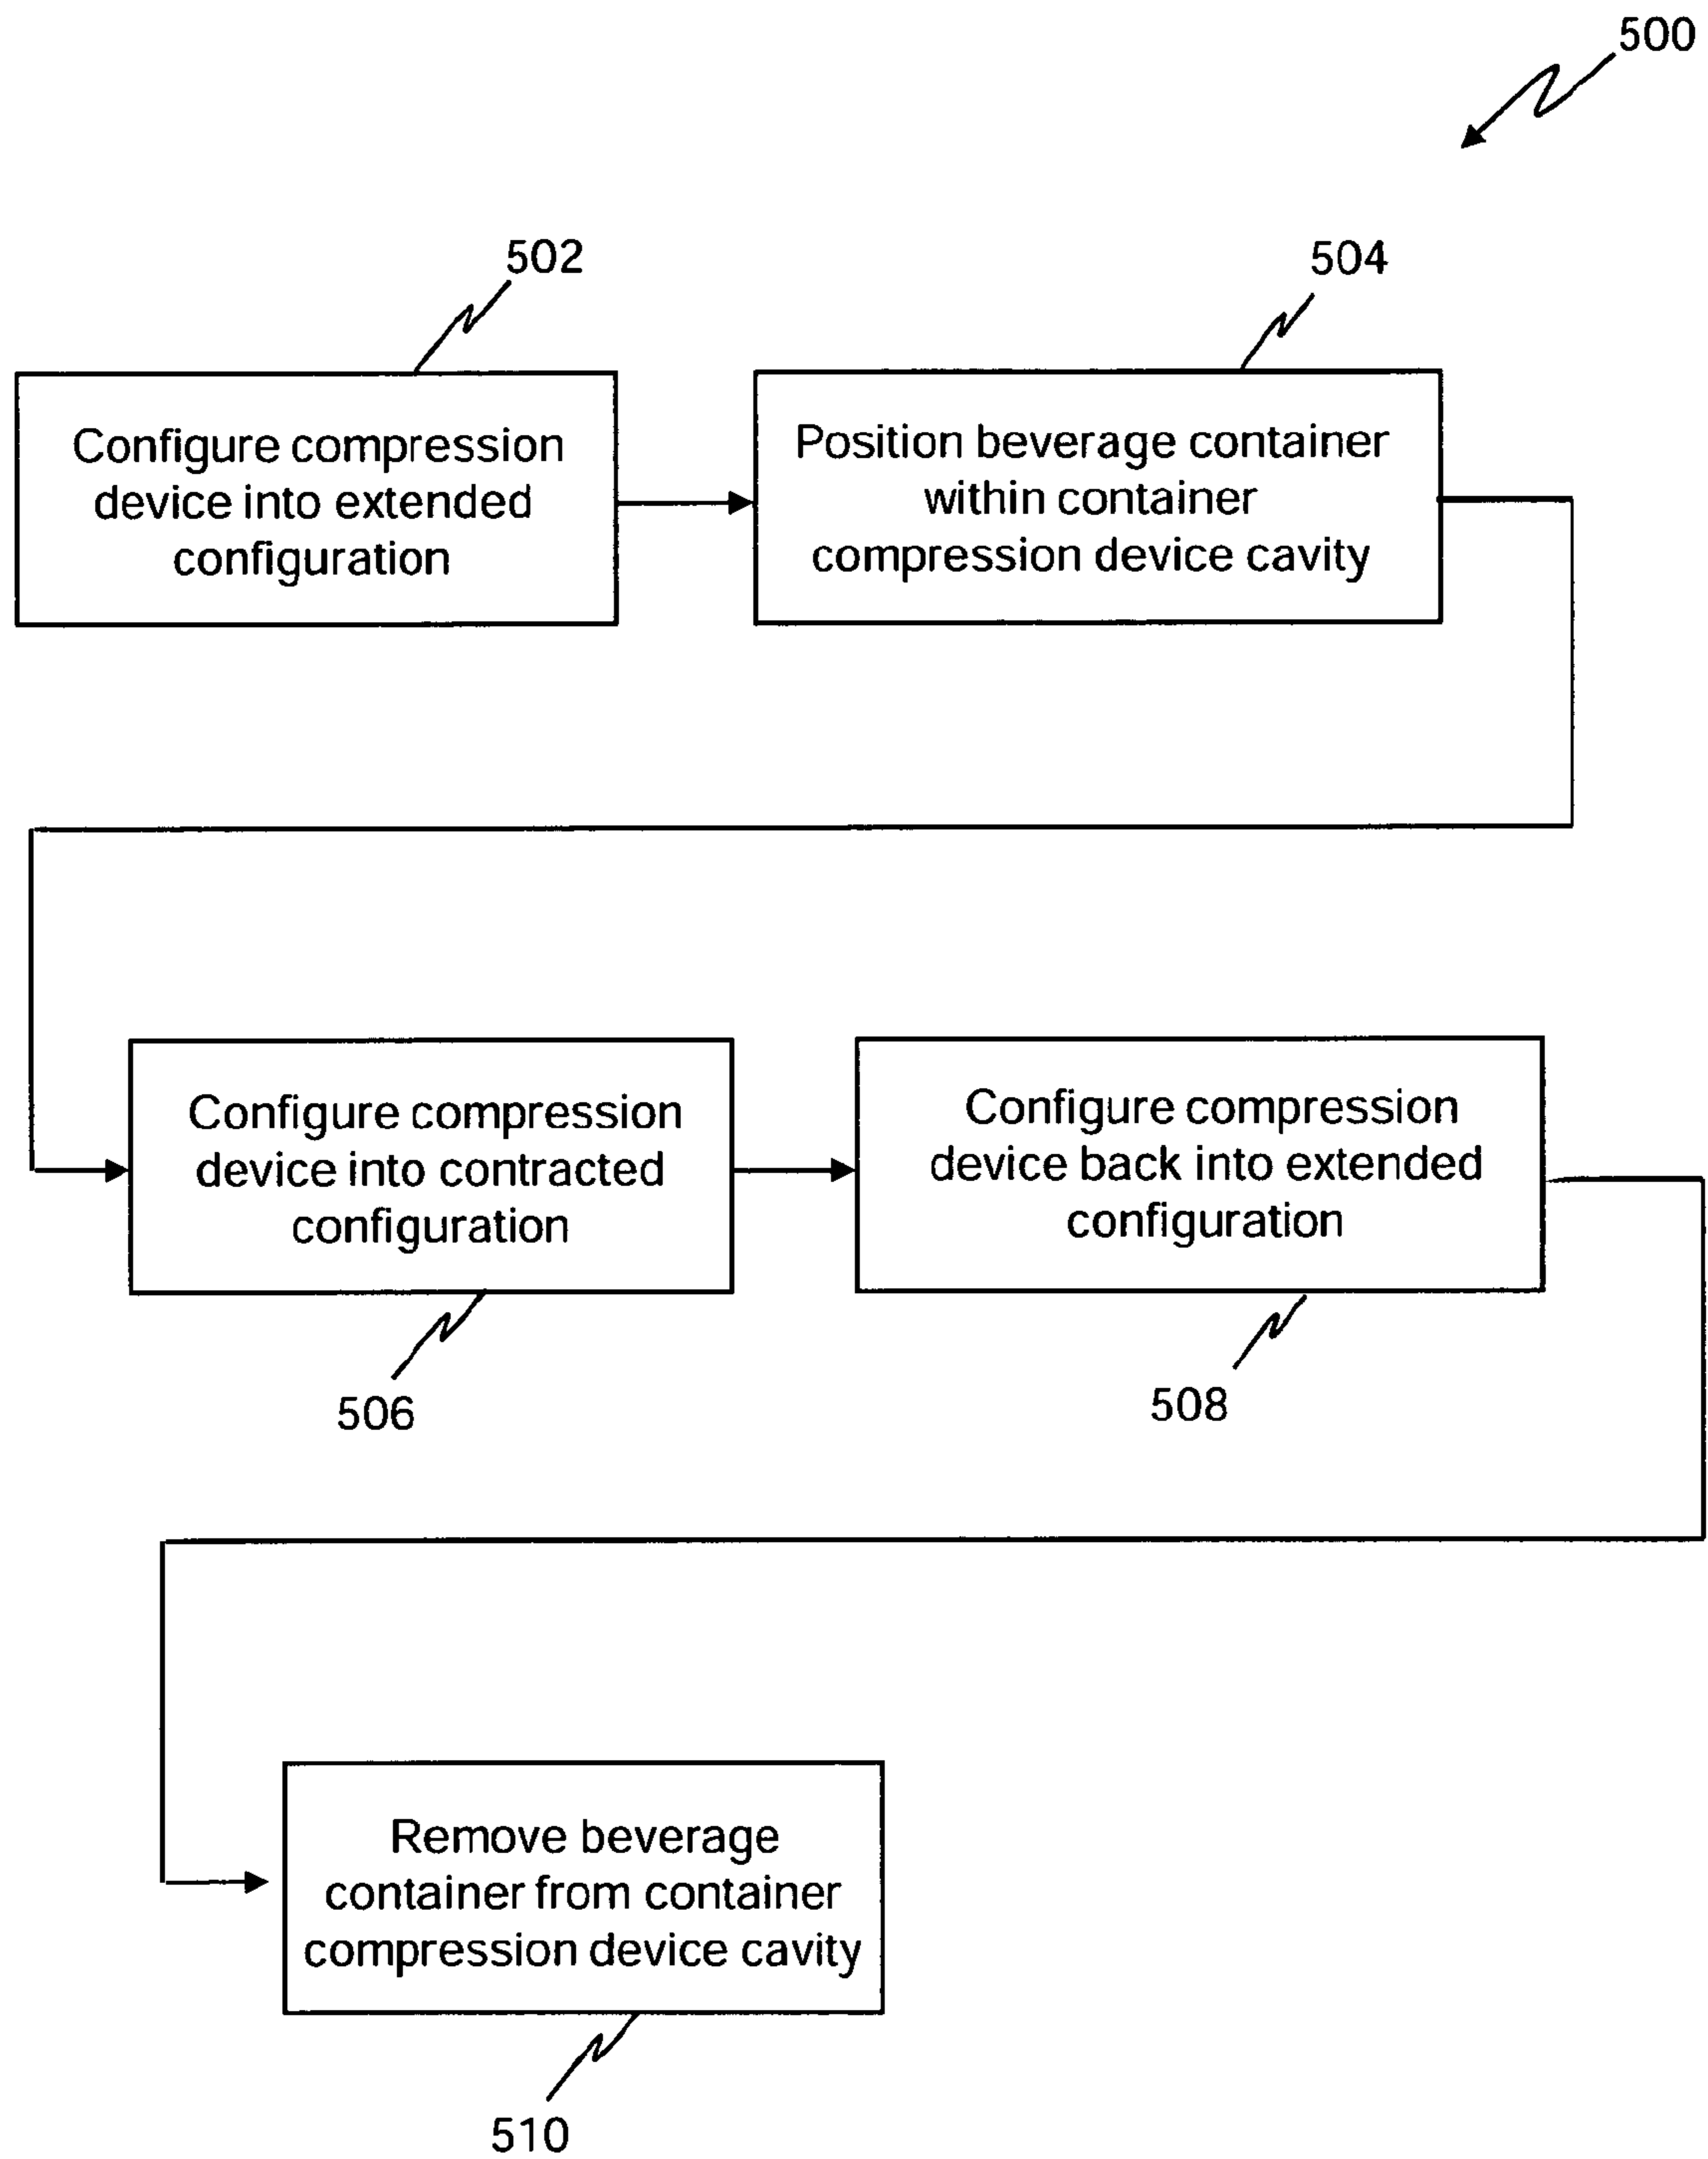 500
502
504
Configure compression
device into extended
configuration
Position beverage container
within container
compression device cavity
Configure compression
device into contracted
configuration
Configure compression
device back into extended
configuration
506
508
Remove beverage
container from container
compression device cavity
510